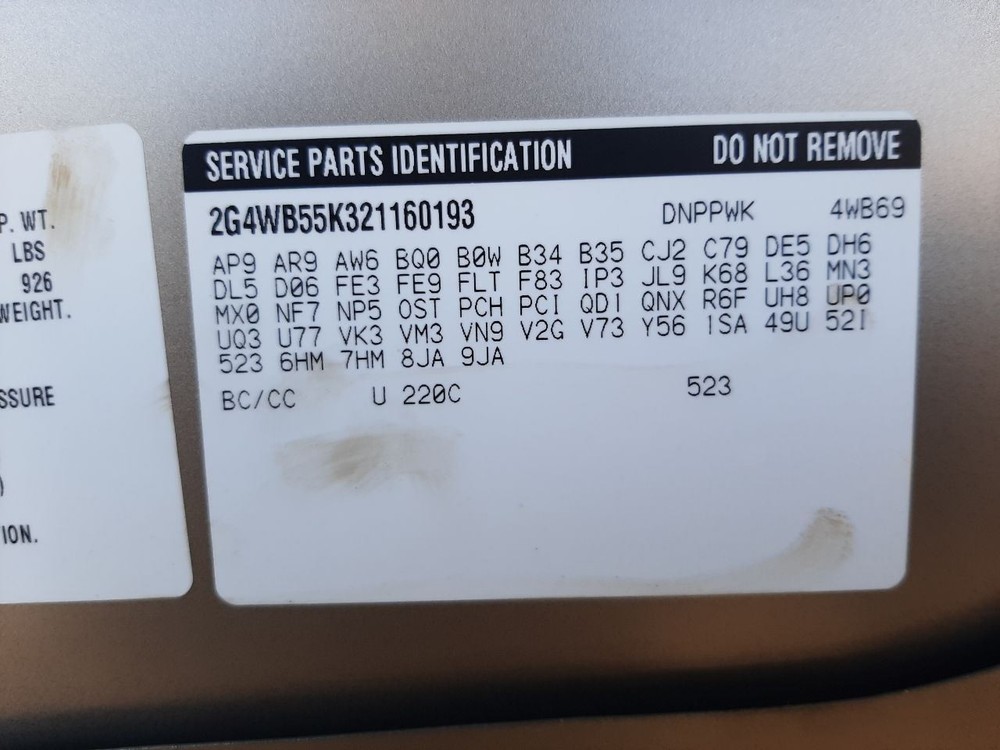 P. WT.
LBS
926
WEIGHT.
SSURE
)
ION.
SERVICE PARTS IDENTIFICATION DO NOT REMOVE
2G4WB55K321160193 DNPPWK 4WB69
AP9 AR9 AW6 BQ0 B0W B34 B35 CJ2 C79 DE5 DH6
DL5 D06 FE3 FE9 FLT F83 IP3 JL9 K68 L36 MN3
MX0 NF7 NP5 OST PCH PCI QDI QNX R6F UH8 UP0
UQ3 U77 VK3 VM3 VN9 V2G V73 Y56 1SA 49U 52I
523 6HM 7HM 8JA 9JA
BC/CC U 220C 523